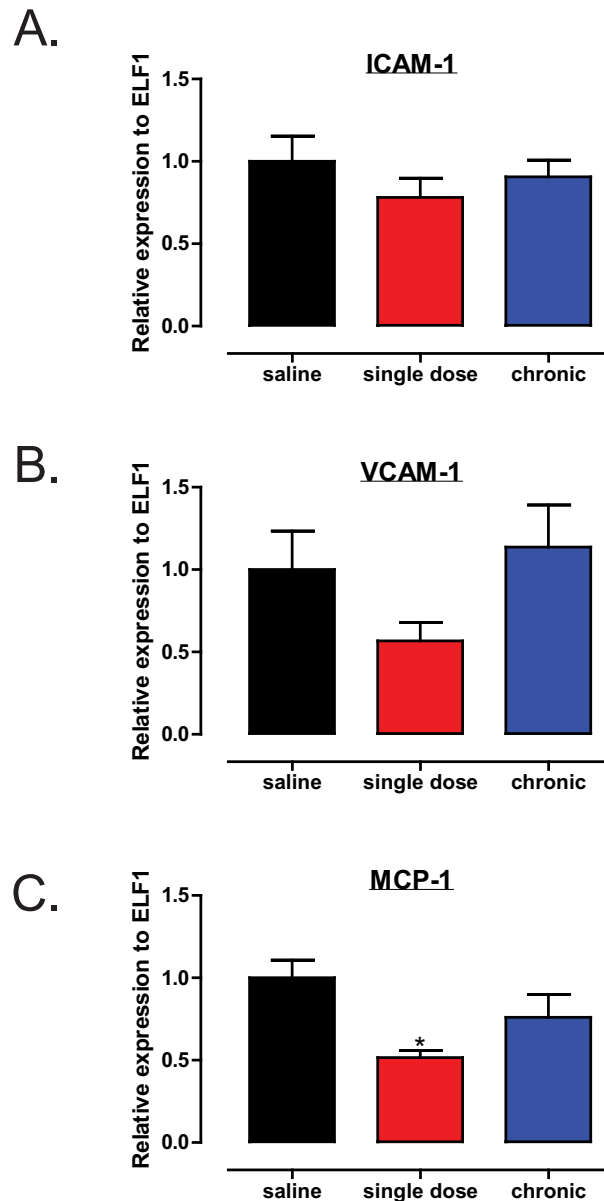 A.
ICAM-1
Relative expression to ELF1
1.5
1.0
0.5
0.0
saline single dose chronic
B.
VCAM-1
Relative expression to ELF1
1.5
1.0
0.5
0.0
saline single dose chronic
C.
MCP-1
Relative expression to ELF1
1.5
1.0
0.5
0.0
*
saline single dose chronic